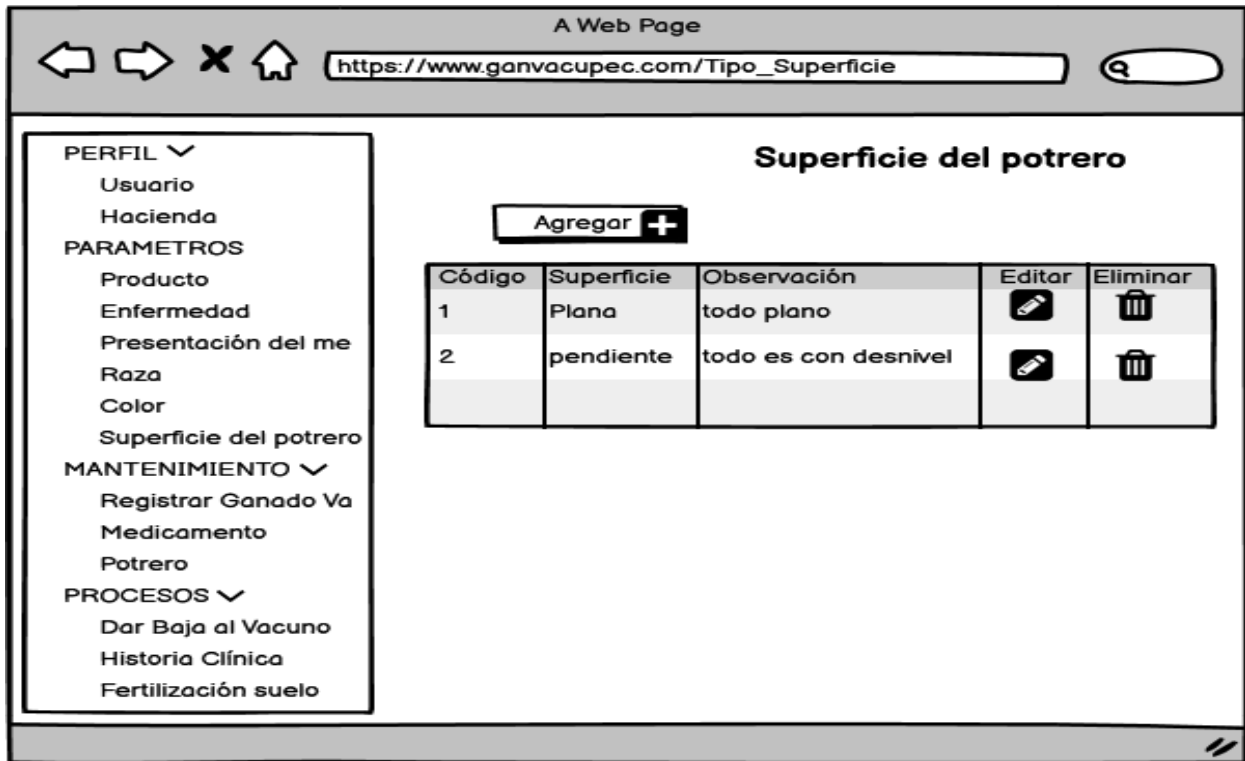 A Web Page
https://www.ganvacupec.com/Tipo_Superficie
PERFIL
Usuario
Hacienda
PARAMETROS
Producto
Enfermedad
Presentación del me
Raza
Color
Superficie del potrero
MANTENIMIENTO
Registrar Ganado Va
Medicamento
Potrero
PROCESOS
Dar Baja al Vacuno
Historia Clínica
Fertilización suelo
Superficie del potrero
Agregar
Código Superficie Observación Editar Eliminar
1 Plana todo plano
2 pendiente todo es con desnivel